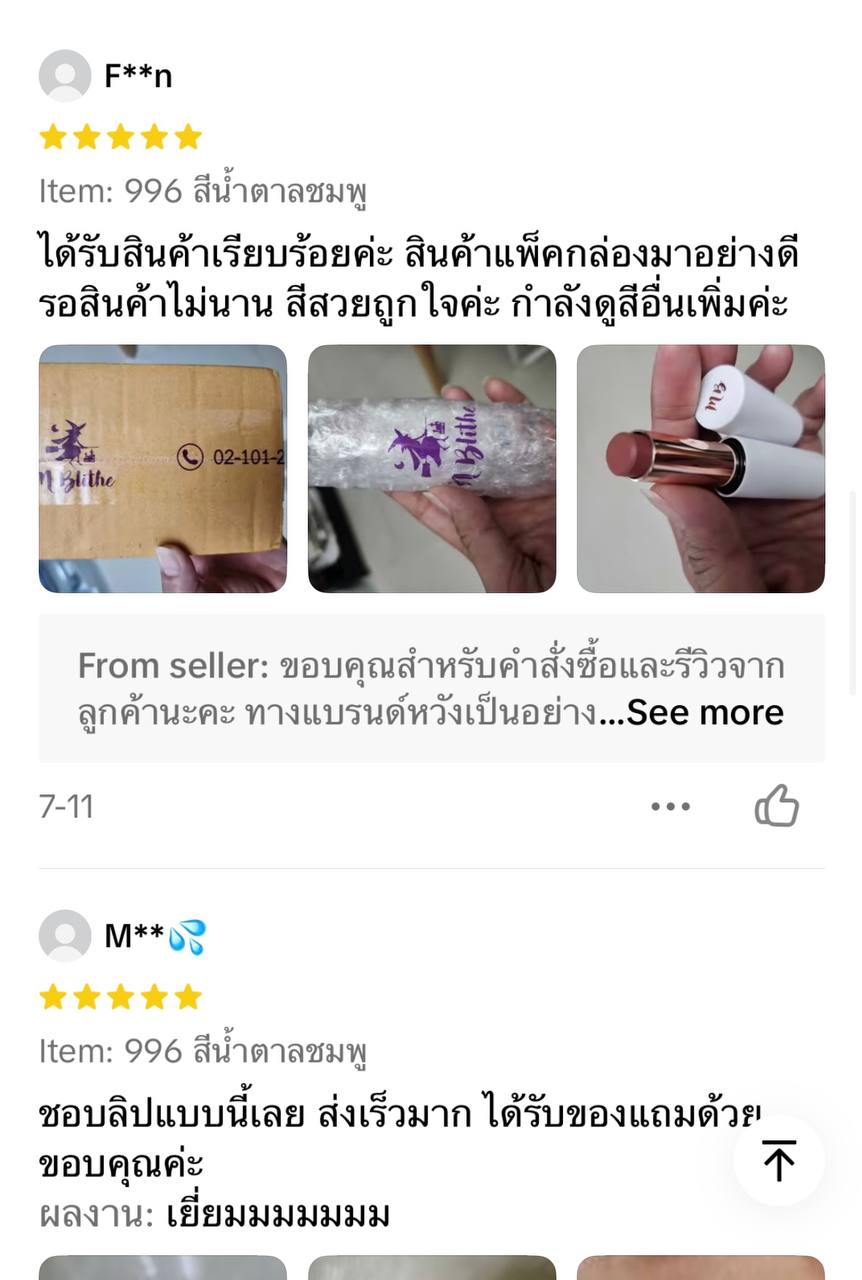 F**n
Item: 996 สีน้ำตาลชมพู
ได้รับสินค้าเรียบร้อยค่ะ สินค้าแพ็คกล่องมาอย่างดี
รอสินค้าไม่นาน สีสวยถูกใจค่ะ กำลังดูสีอื่นเพิ่มค่ะ
Blithe
02-101-2
Blithe
From seller: ขอบคุณสำหรับคำสั่งซื้อและรีวิวจาก
ลูกค้านะคะ ทางแบรนด์หวังเป็นอย่าง...See more
7-11
M**💦
Item: 996 สีน้ำตาลชมพู
ชอบลิปแบบนี้เลย ส่งเร็วมาก ได้รับของแถมด้วย
ขอบคุณค่ะ
ผลงาน: เยี่ยมมมมมมม